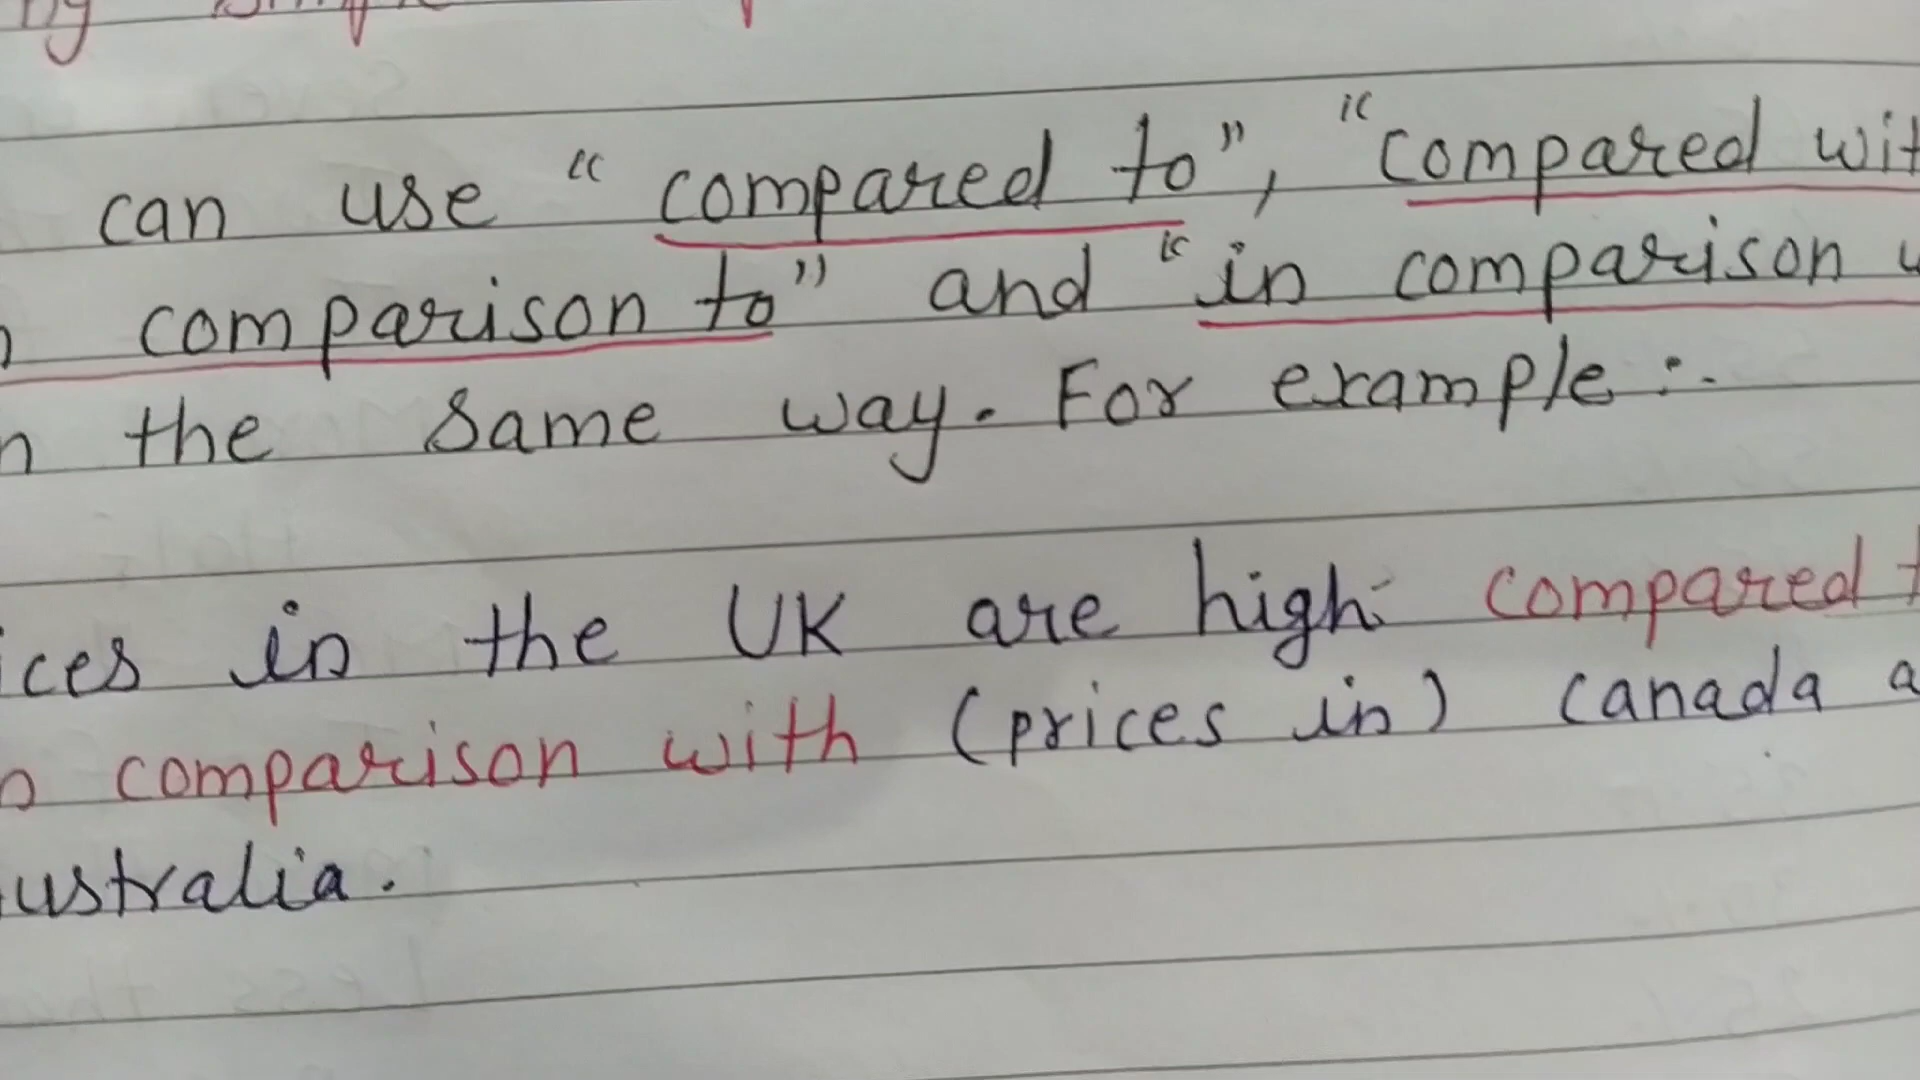 can use “compared to”, “compared wit
comparison to” and “in comparison
the same way. For example :-
ces in the UK are high compared t
comparison with (prices in) Canada a
ustralia.